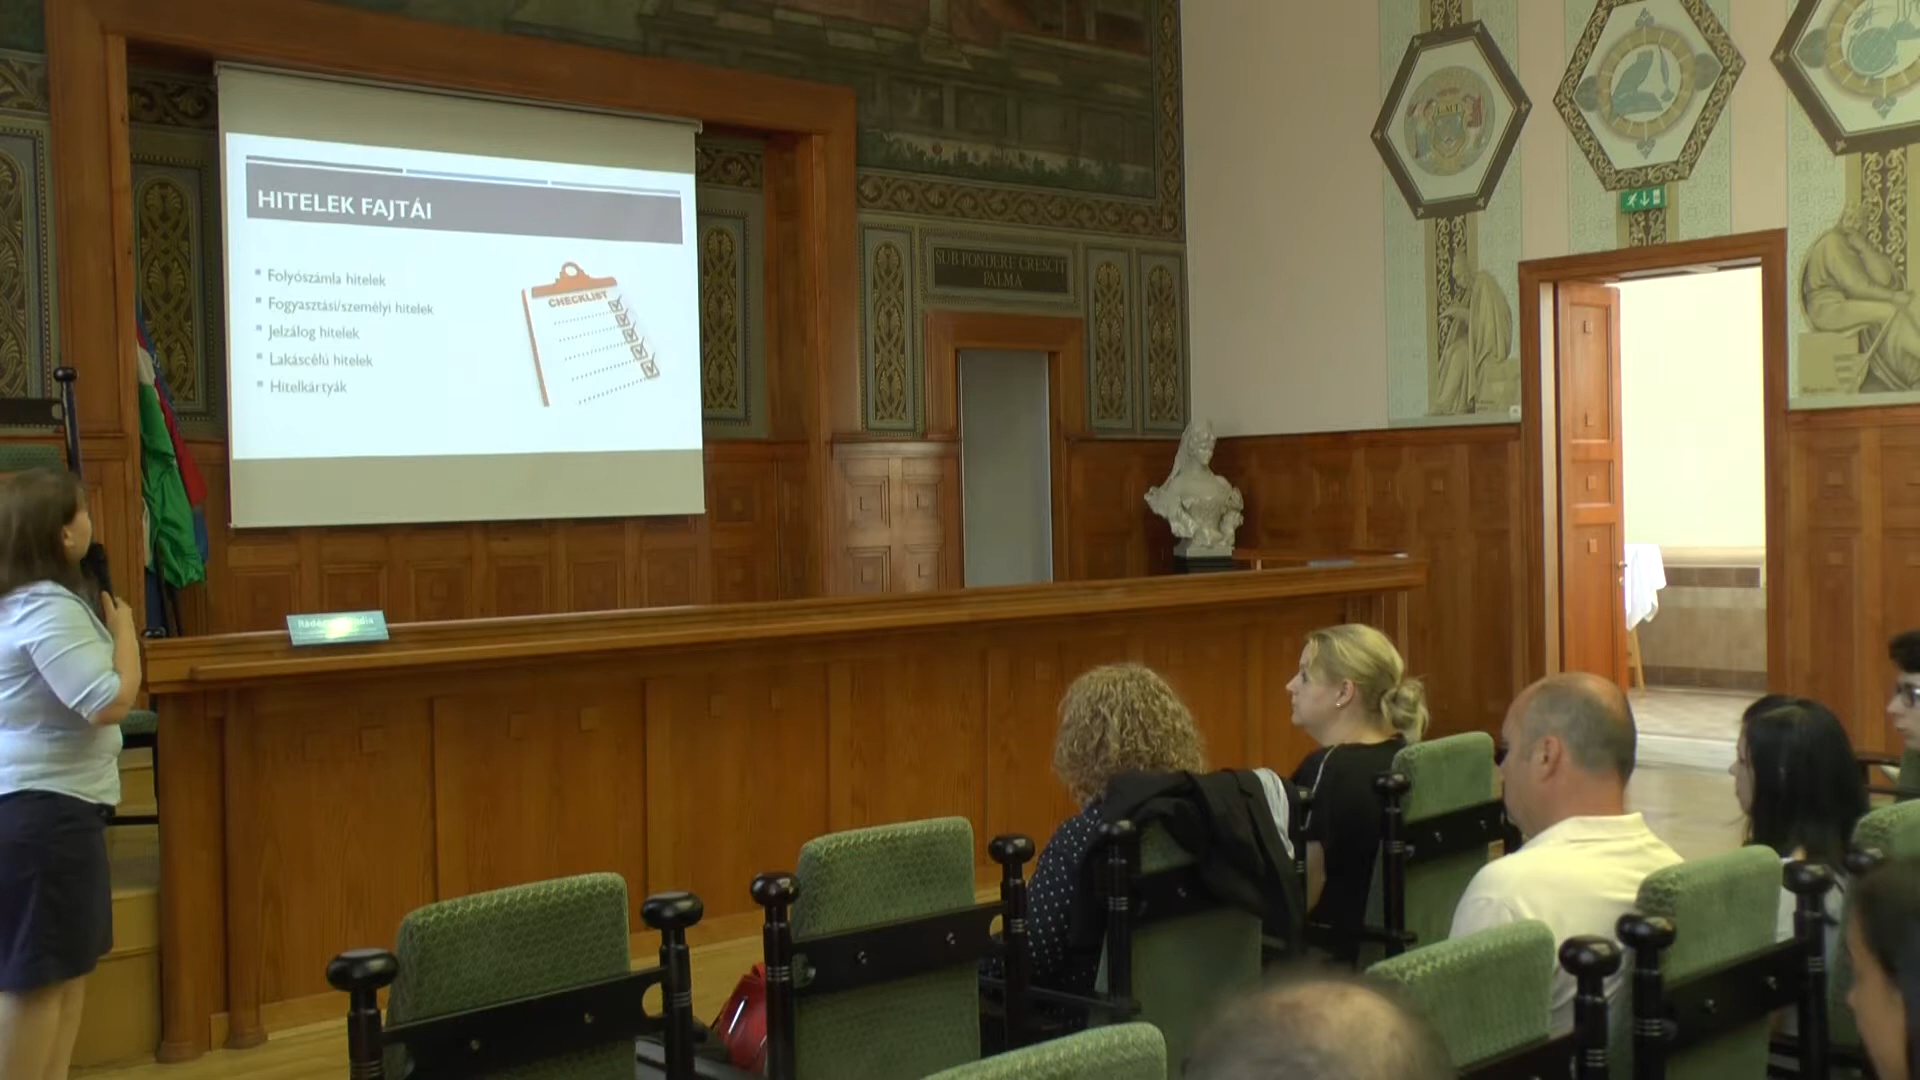 HITELEK FAJTÁI
Folyószámla hitelek
Fogyasztási/személyi hitelek
Jelzálog hitelek
Lakáscélú hitelek
Hitelkártyák
CHECKLIST
SUB PONDERE CRESCIT
PALMA